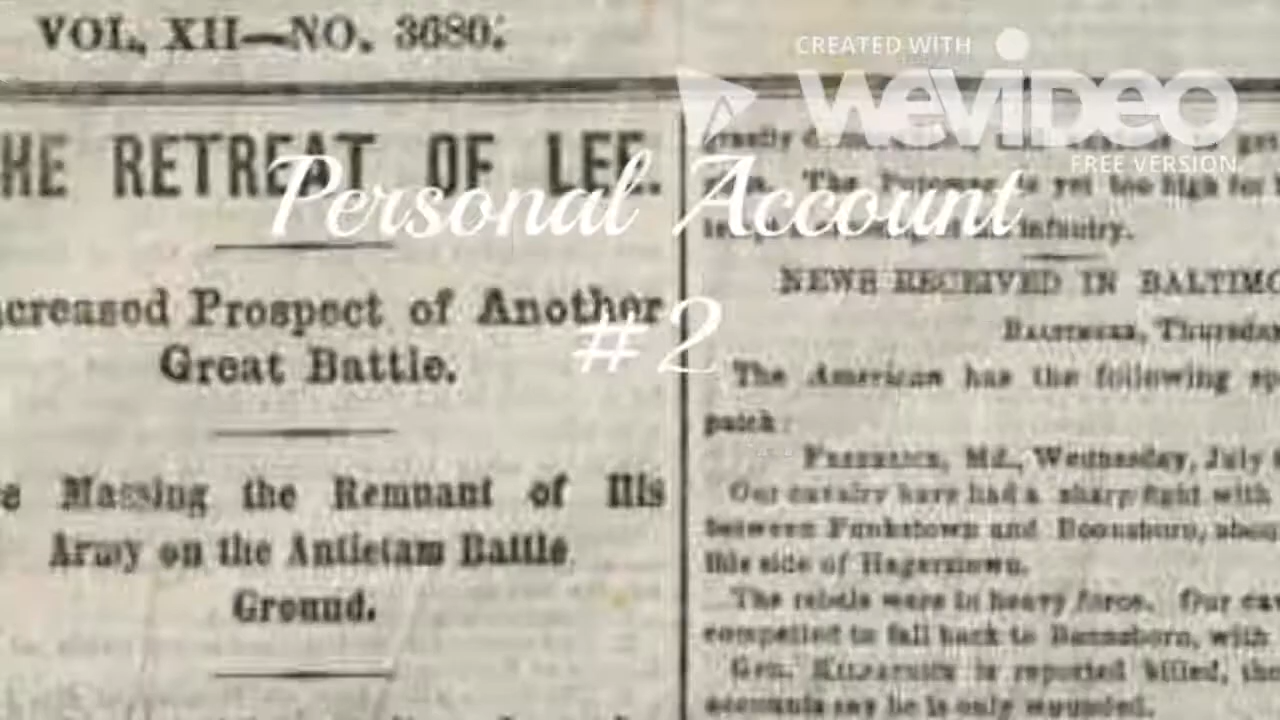 VOL, XII—NO. 3680.
HE RETREAT OF LEE.
creased Prospect of Another
Great Battle.
e Massing the Remnant of His
Army on the Antietam Battle
Ground.
CREATED WITH
WeVideo
FREE VERSION
Personal Account
#2
The Potomac is yet too high for
infantry.
NEWS RECEIVED IN BALTIMO
BALTIMORE, Thursda
The American has the following sp
patch:
FREDERICK, Md., Wednesday, July
Our cavalry have had a sharp fight with
between Funkstown and Boonsboro, abou
this side of Hagerstown.
The rebels were in heavy force. Our cav
compelled to fall back to Boonsboro, with
Gen. KILPATRICK is reported killed, tho
accounts say he is only wounded.